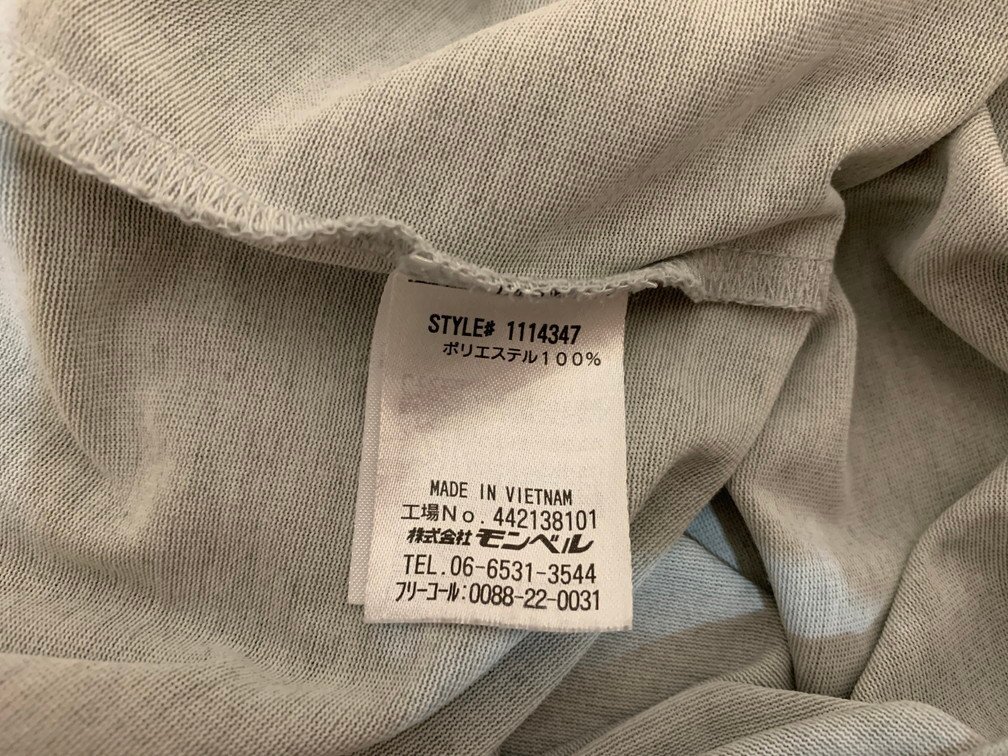 STYLE# 1114347
ポリエステル100%
MADE IN VIETNAM
工場No.442138101
株式会社モンベル
TEL.06-6531-3544
フリーコール:0088-22-0031